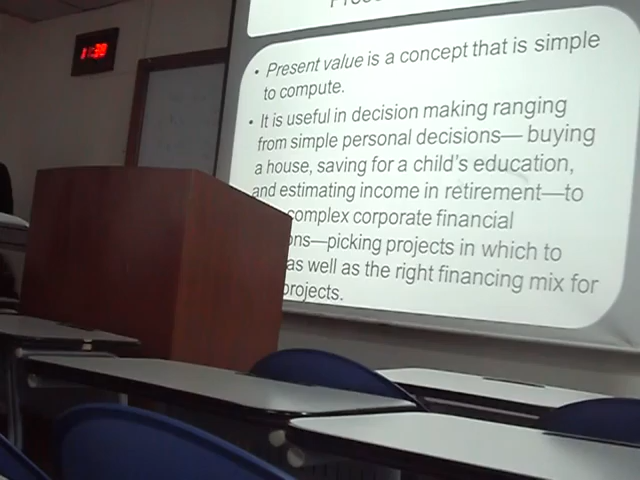 • Present value is a concept that is simple
to compute.
• It is useful in decision making ranging
from simple personal decisions— buying
a house, saving for a child's education,
and estimating income in retirement—to
complex corporate financial
ons—picking projects in which to
as well as the right financing mix for
projects.